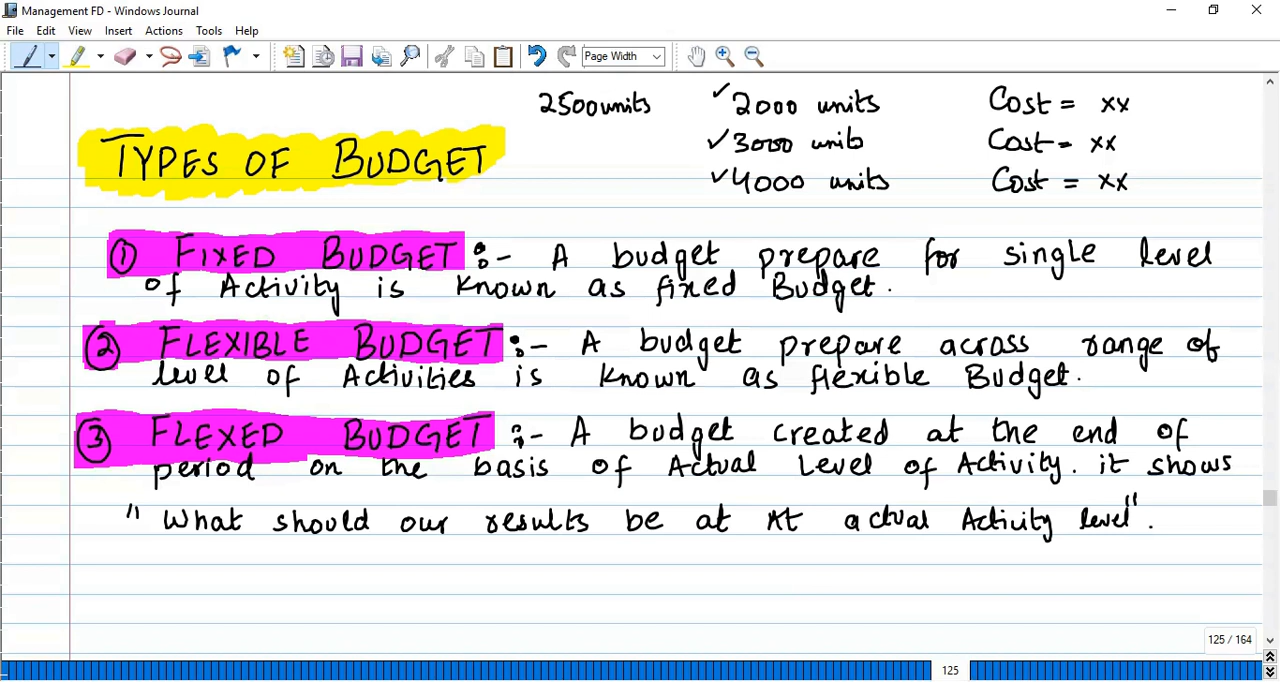 Management FD - Windows Journal
File Edit View Insert Actions Tools Help
Page Width
2500units ✓2000 units Cost = xx
✓3000 units Cost = xx
✓4000 units Cost = xx
TYPES OF BUDGET
① FIXED BUDGET :- A budget prepare for single level
of Activity is known as fixed Budget.
② FLEXIBLE BUDGET :- A budget prepare across range of
level of Activities is known as flexible Budget.
③ FLEXED BUDGET :- A budget created at the end of
period on the basis of Actual Level of Activity. it shows
" What should our results be at At actual Activity level".
125 / 164
125